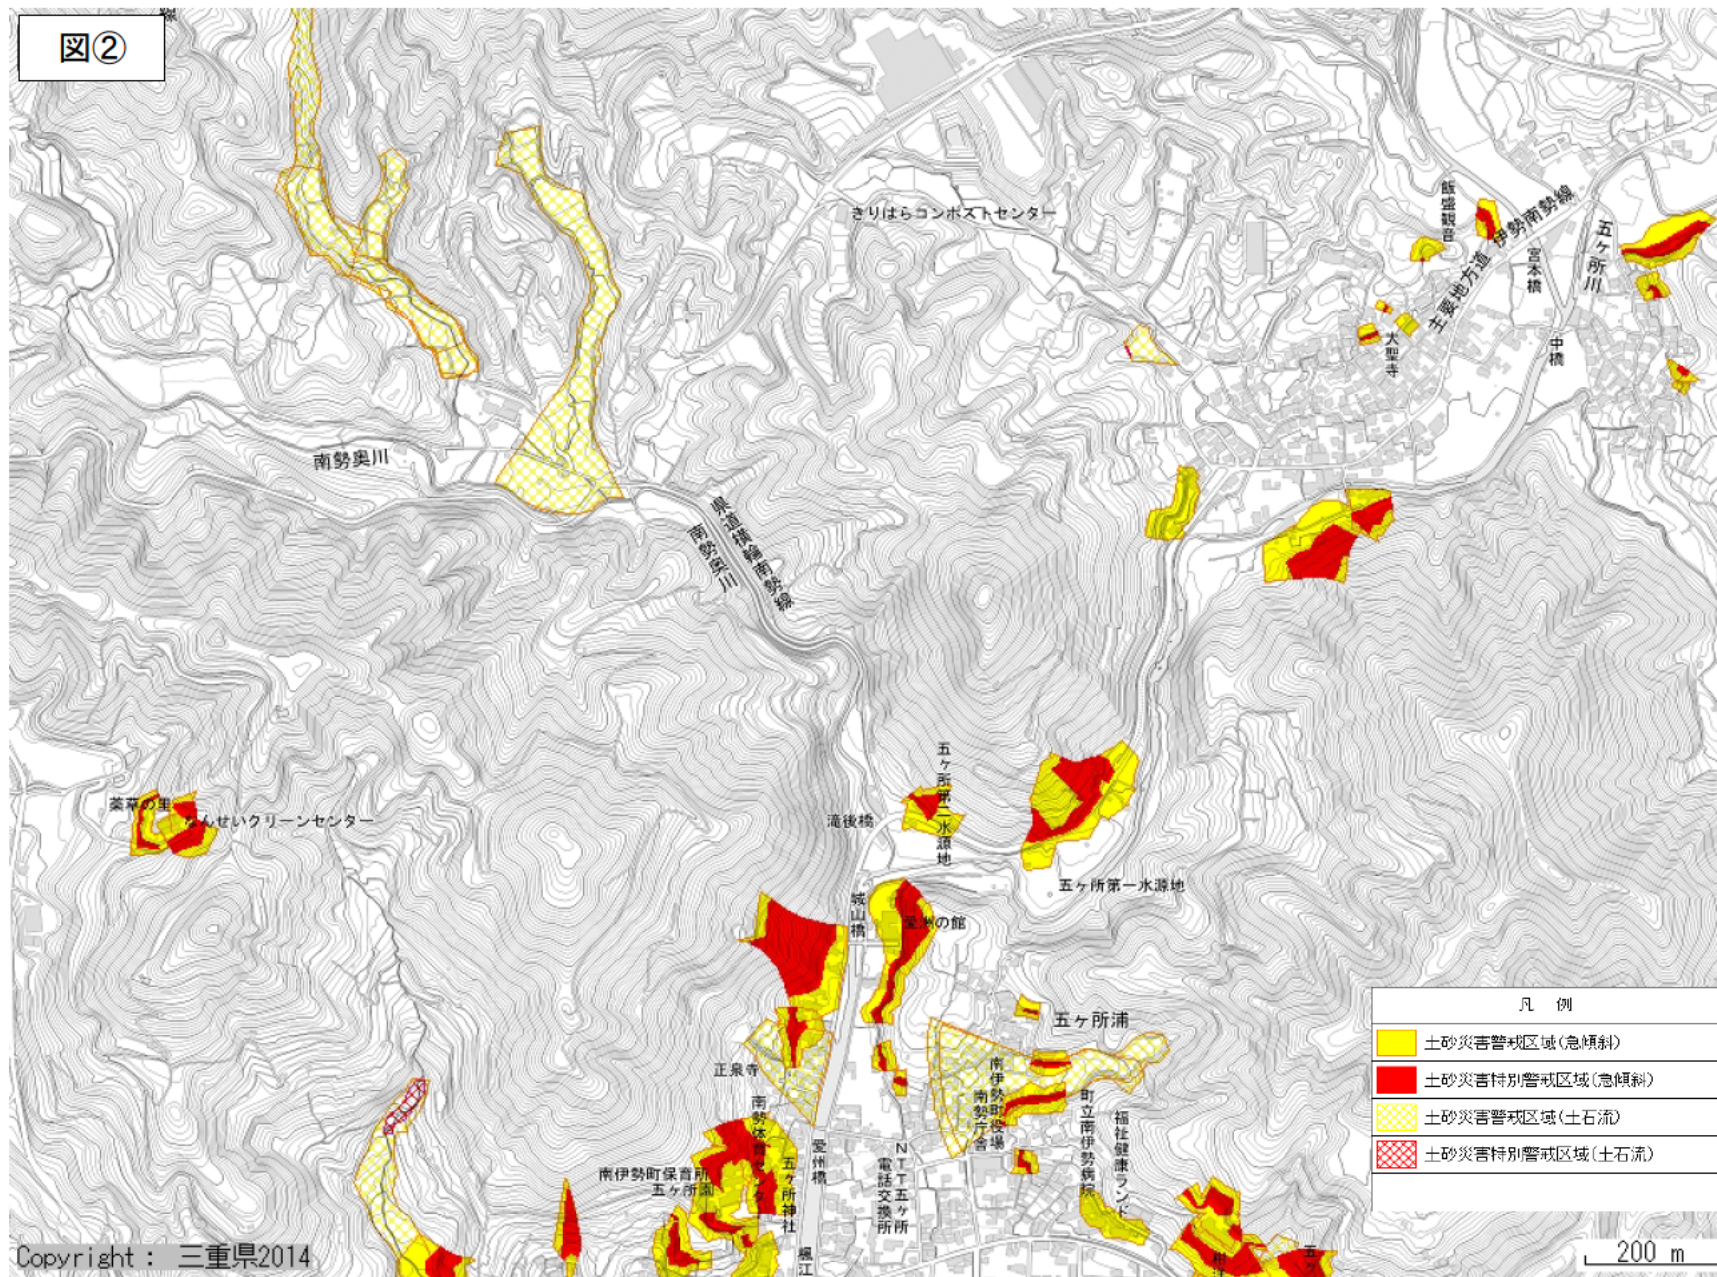 線
図②
きりはらコンポストセンター
飯盛観音
伊勢南勢線
主要地方道
五ヶ所川
宮本橋
中橋
大聖寺
南勢奥川
県道横輪南勢線
南勢奥川
薬草の里
なんせいクリーンセンター
五ヶ所第二水源地
滝後橋
五ヶ所第一水源地
城山橋
愛洲の館
五ヶ所浦
正泉寺
南伊勢町役場
南勢庁舎
町立南伊勢病院
福祉健康ランド
南勢体育センター
愛州橋
五ヶ所神社
NTT五ヶ所
電話交換所
南伊勢町保育所
五ヶ所園
楓江
五ヶ
凡 例
土砂災害警戒区域(急傾斜)
土砂災害特別警戒区域(急傾斜)
土砂災害警戒区域(土石流)
土砂災害特別警戒区域(土石流)
200 m
Copyright : 三重県2014